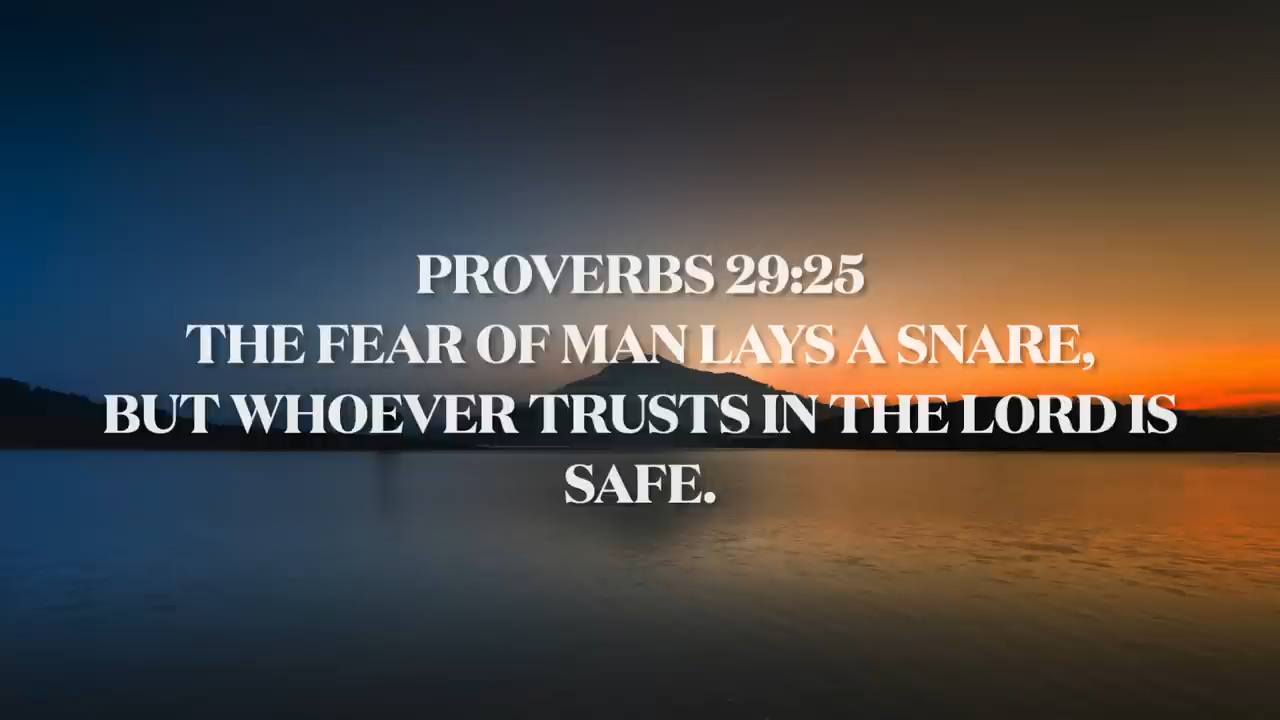 PROVERBS 29:25
THE FEAR OF MAN LAYS A SNARE,
BUT WHOEVER TRUSTS IN THE LORD IS
SAFE.